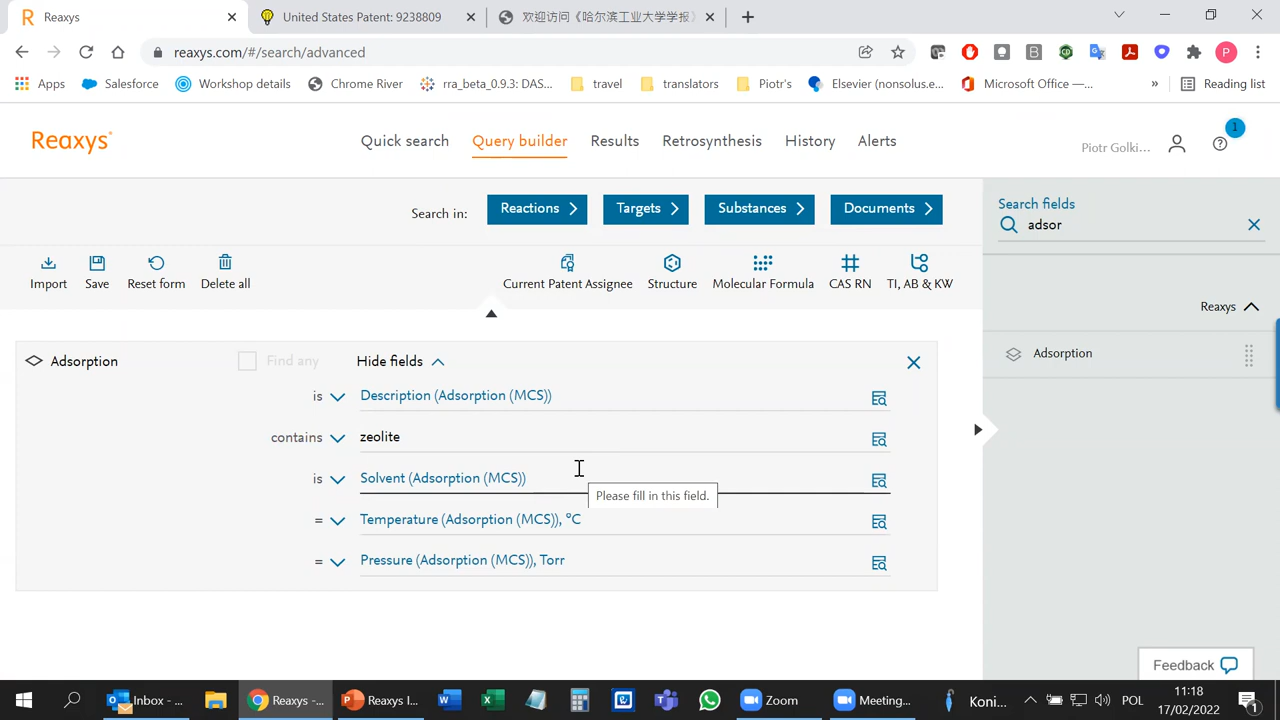 Reaxys
United States Patent: 9238809
欢迎访问《哈尔滨工业大学学报》
reaxys.com/#/search/advanced
P
Apps
Salesforce
Workshop details
Chrome River
rra_beta_0.9.3: DAS...
travel
translators
Piotr's
Elsevier (nonsolus.e...
Microsoft Office —...
»
Reading list
Reaxys
Quick search
Query builder
Results
Retrosynthesis
History
Alerts
Piotr Golki...
1
Search in:
Reactions
Targets
Substances
Documents
Search fields
adsor
Import
Save
Reset form
Delete all
Current Patent Assignee
Structure
Molecular Formula
CAS RN
TI, AB & KW
Reaxys
Adsorption
Adsorption
Find any
Hide fields
is
Description (Adsorption (MCS))
contains
zeolite
is
Solvent (Adsorption (MCS))
Please fill in this field.
=
Temperature (Adsorption (MCS)), °C
=
Pressure (Adsorption (MCS)), Torr
Feedback
Inbox - ...
Reaxys -...
Reaxys I...
Zoom
Meeting...
Koni...
POL
11:18
17/02/2022
1